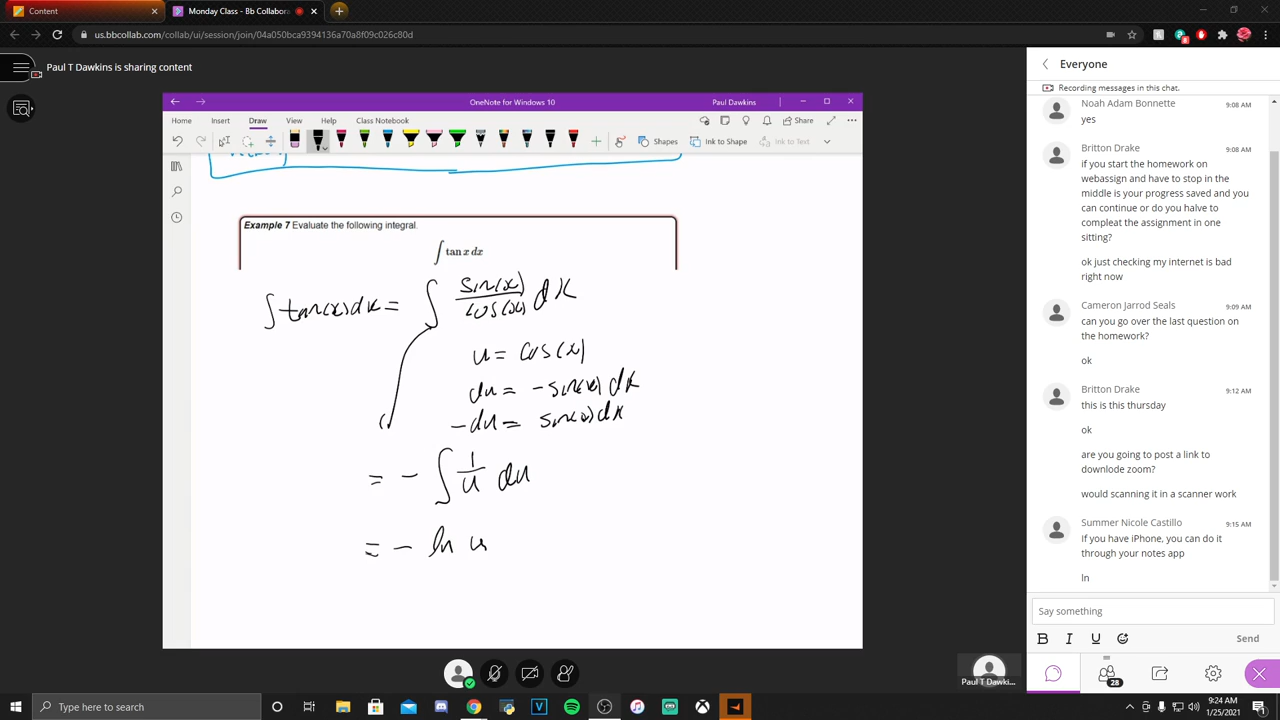 Content
Monday Class - Bb Collabora
us.bbcollab.com/collab/ui/session/join/04a050bca9394136a70a8f09c026c80d
Paul T Dawkins is sharing content
OneNote for Windows 10
Paul Dawkins
Home Insert Draw View Help Class Notebook
Share
Shapes Ink to Shape Ink to Text
Example 7 Evaluate the following integral.
∫ tan x dx
∫ tan(x) dx = ∫ sin(x)/cos(x) dx
u = cos(x)
du = -sin(x) dx
-du = sin(x) dx
= - ∫ 1/u du
= - ln u
Everyone
Recording messages in this chat.
Noah Adam Bonnette 9:08 AM
yes
Britton Drake 9:08 AM
if you start the homework on
webassign and have to stop in the
middle is your progress saved and you
can continue or do you halve to
compleat the assignment in one
sitting?
ok just checking my internet is bad
right now
Cameron Jarrod Seals 9:09 AM
can you go over the last question on
the homework?
ok
Britton Drake 9:12 AM
this is this thursday
ok
are you going to post a link to
downlode zoom?
would scanning it in a scanner work
Summer Nicole Castillo 9:15 AM
If you have iPhone, you can do it
through your notes app
ln
Say something
B I U Send
Paul T Dawki...
23
Type here to search
9:24 AM
1/25/2021